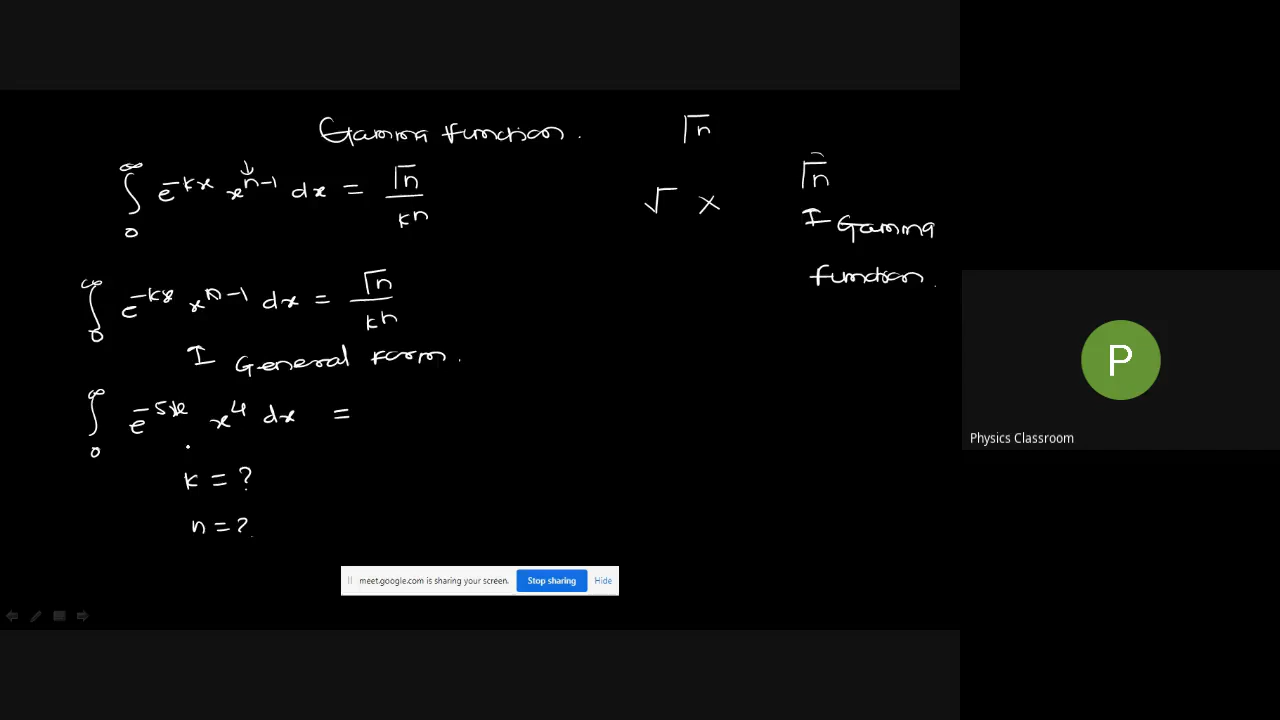 Gamma function.
Γn
∫₀^∞ e^-kx x^n-1 dx = Γn / k^n
√ ×
Γn
I Gamma
function.
∫₀^∞ e^-kx x^n-1 dx = Γn / k^n
I General form.
∫₀^∞ e^-5x x^4 dx =
k = ?
n = ?
meet.google.com is sharing your screen. Stop sharing Hide
P
Physics Classroom